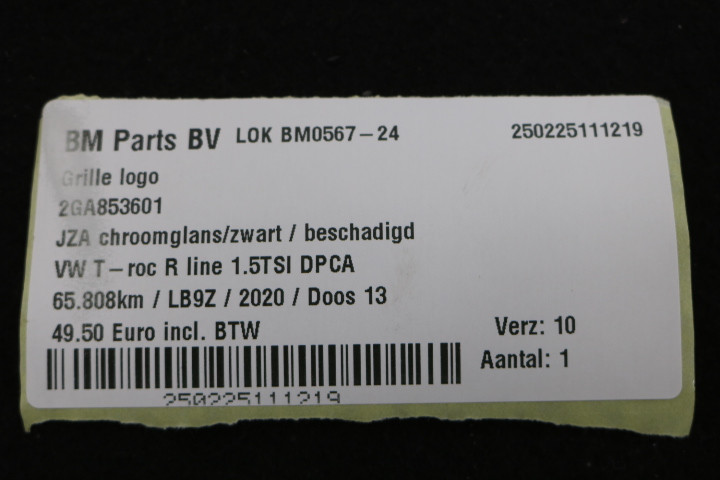 BM Parts BV LOK BM0567-24 250225111219
Grille logo
2GA853601
JZA chroomglans/zwart / beschadigd
VW T-roc R line 1.5TSI DPCA
65.808km / LB9Z / 2020 / Doos 13
49.50 Euro incl. BTW Verz: 10
Aantal: 1
250225111219